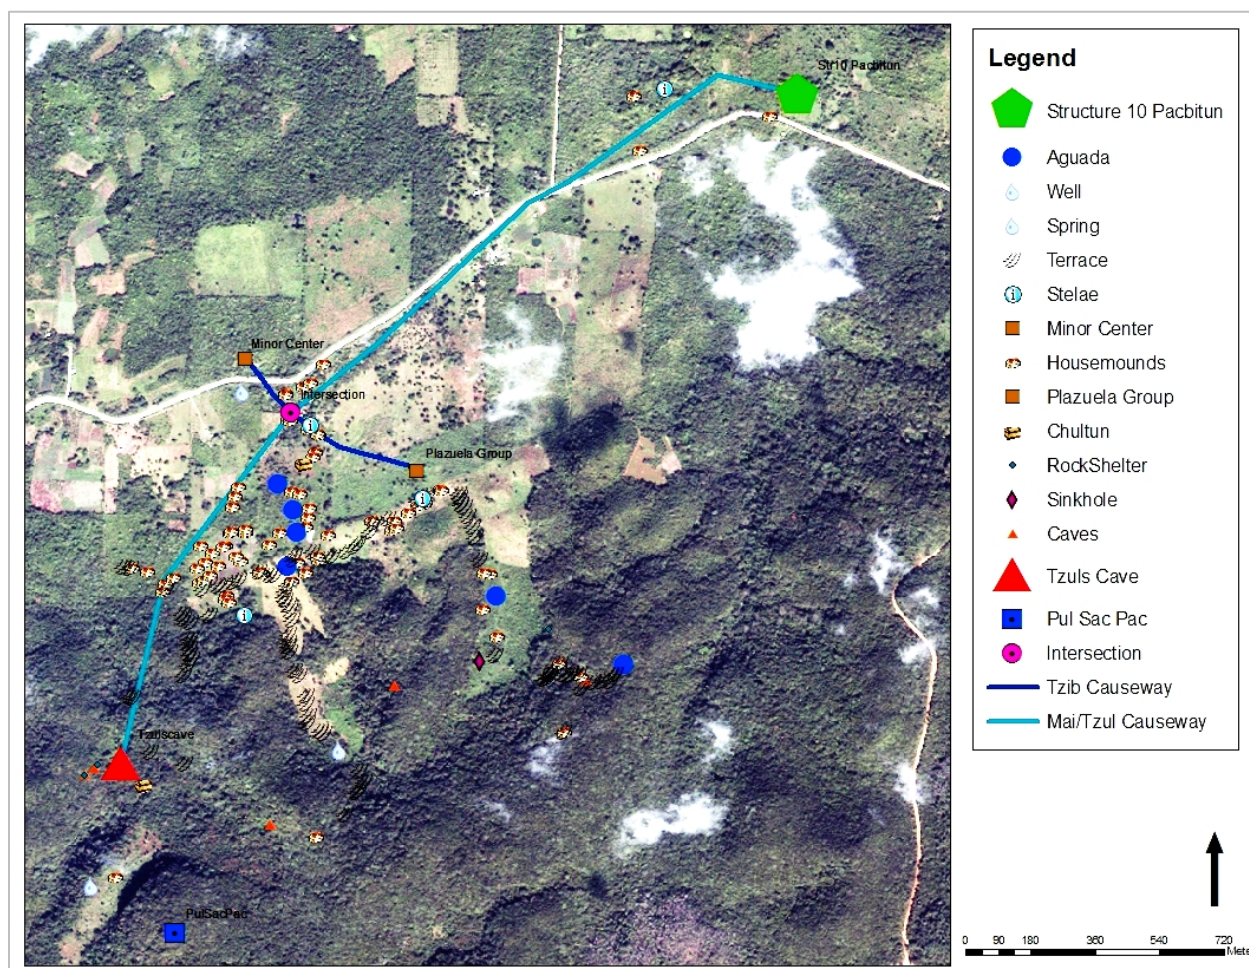 Str10 Pacbitun
Minor Center
Intersection
Plazuela Group
Tzulscave
PulSacPac
Legend
Structure 10 Pacbitun
Aguada
Well
Spring
Terrace
Stelae
Minor Center
Housemounds
Plazuela Group
Chultun
RockShelter
Sinkhole
Caves
Tzuls Cave
Pul Sac Pac
Intersection
Tzib Causeway
Mai/Tzul Causeway
0 90 180 360 540 720
Mete